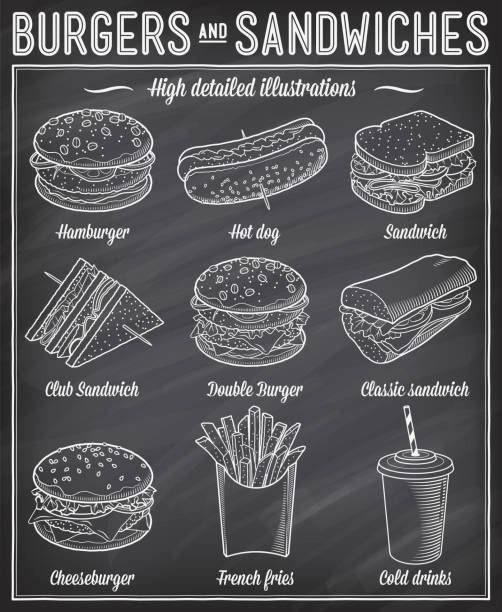 BURGERS AND SANDWICHES
High detailed illustrations
Hamburger
Hot dog
Sandwich
Club Sandwich
Double Burger
Classic sandwich
Cheeseburger
French fries
Cold drinks